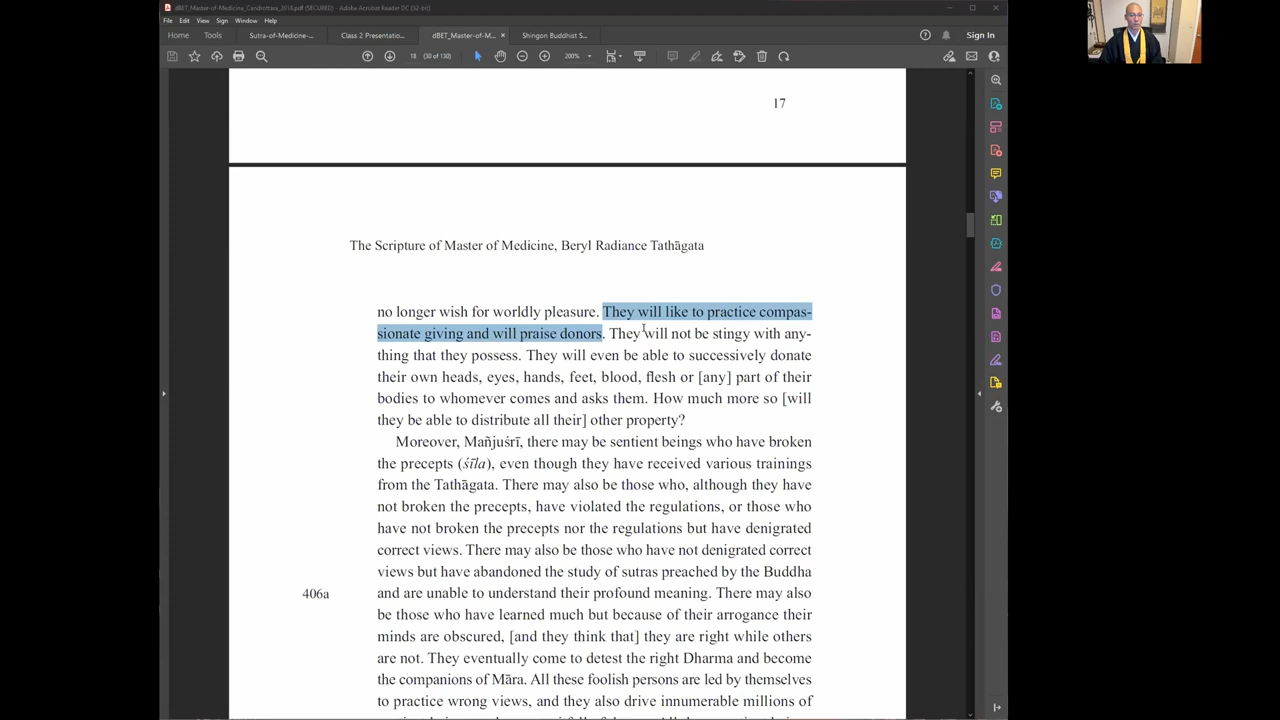 dBET_Master-of-Medicine_Candrottara_2018.pdf (SECURED) - Adobe Acrobat Reader DC (32-bit)
File Edit View Sign Window Help
Home Tools Sutra-of-Medicine-... Class 2 Presentatio... dBET_Master-of-M... × Shingon Buddhist S... Sign In
18 (30 of 130) 200%
17
The Scripture of Master of Medicine, Beryl Radiance Tathāgata
no longer wish for worldly pleasure. They will like to practice compas-
sionate giving and will praise donors. They will not be stingy with any-
thing that they possess. They will even be able to successively donate
their own heads, eyes, hands, feet, blood, flesh or [any] part of their
bodies to whomever comes and asks them. How much more so [will
they be able to distribute all their] other property?
Moreover, Mañjuśrī, there may be sentient beings who have broken
the precepts (śīla), even though they have received various trainings
from the Tathāgata. There may also be those who, although they have
not broken the precepts, have violated the regulations, or those who
have not broken the precepts nor the regulations but have denigrated
correct views. There may also be those who have not denigrated correct
views but have abandoned the study of sutras preached by the Buddha
406a and are unable to understand their profound meaning. There may also
be those who have learned much but because of their arrogance their
minds are obscured, [and they think that] they are right while others
are not. They eventually come to detest the right Dharma and become
the companions of Māra. All these foolish persons are led by themselves
to practice wrong views, and they also drive innumerable millions of